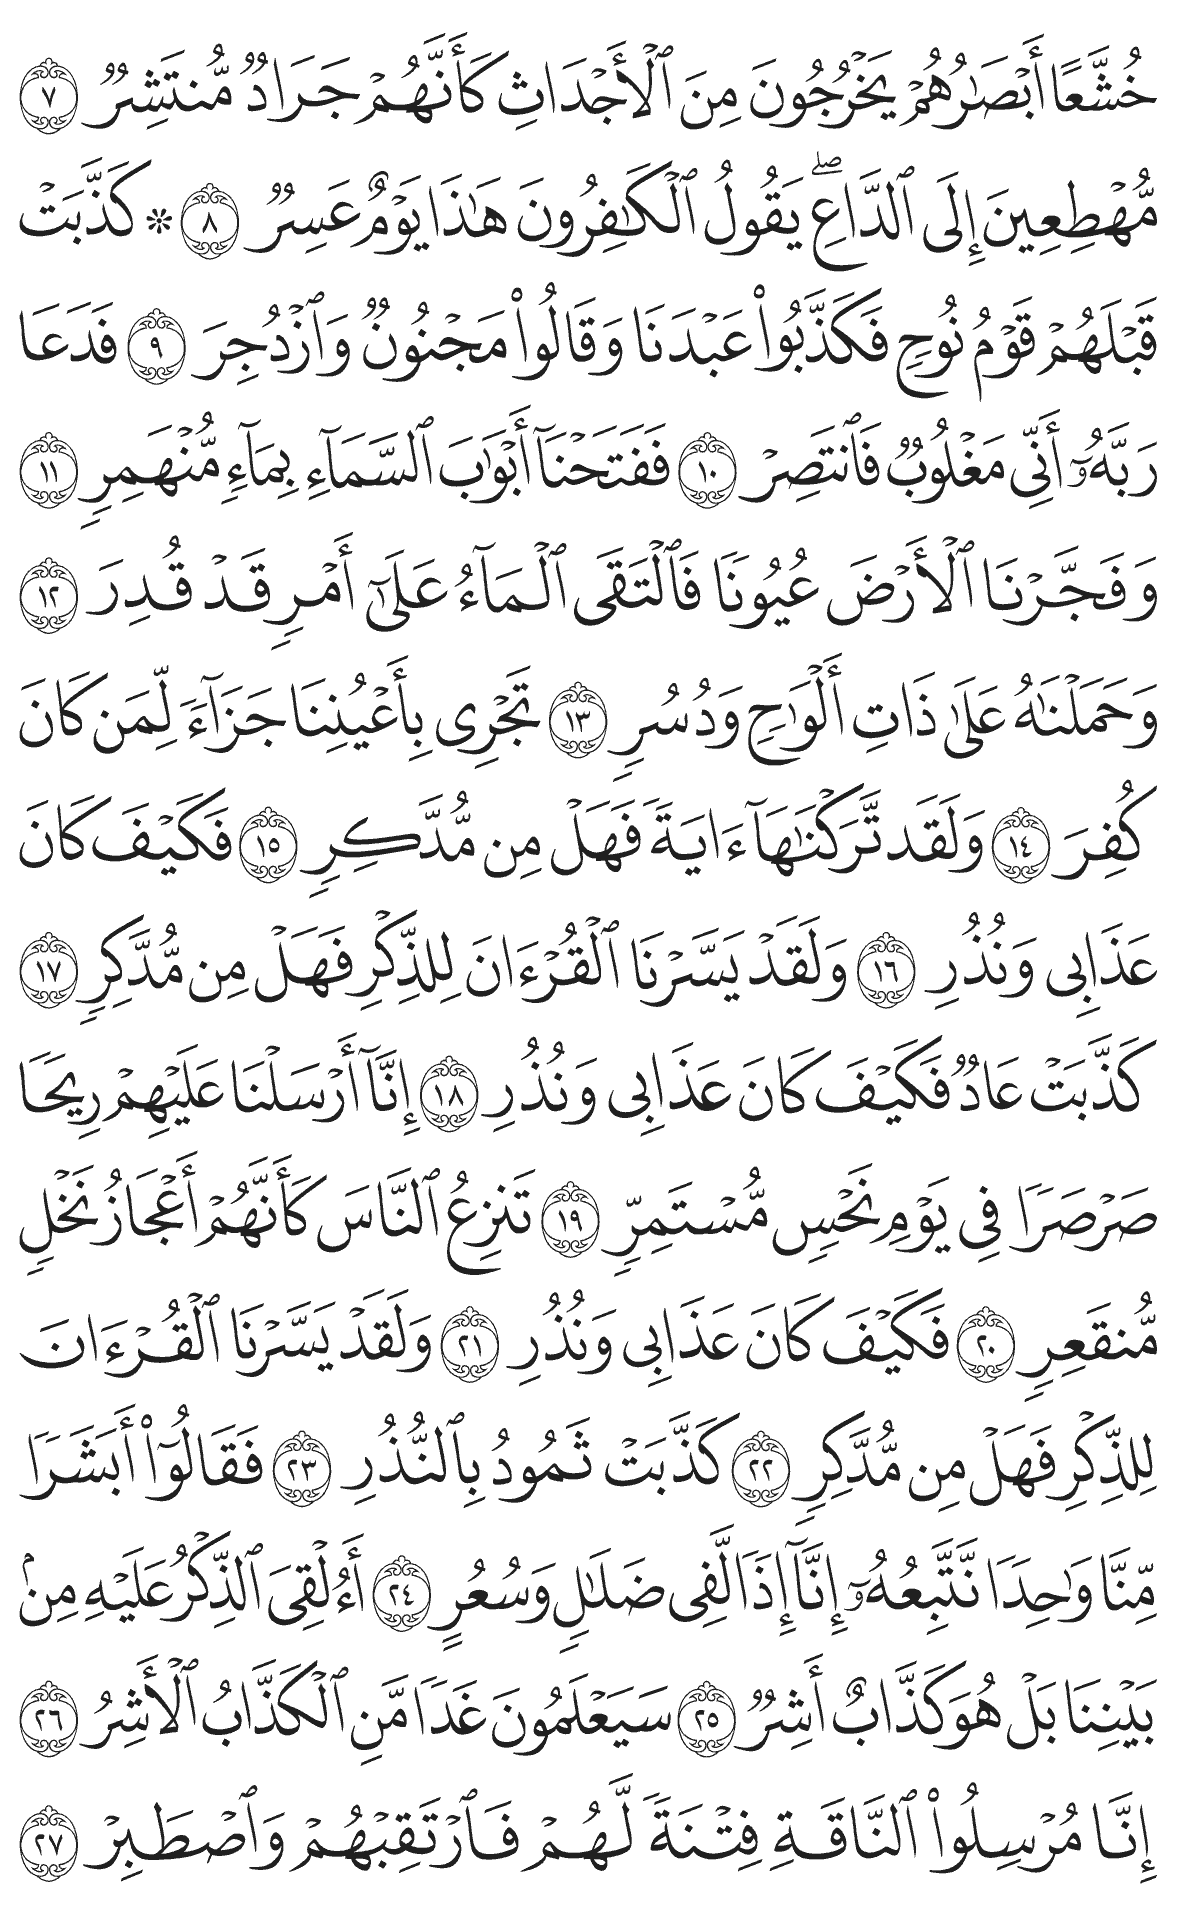 خُشَّعًا أَبۡصَٰرُهُمۡ يَخۡرُجُونَ مِنَ ٱلۡأَجۡدَاثِ كَأَنَّهُمۡ جَرَادٞ مُّنتَشِرٞ ٧
مُّهۡطِعِينَ إِلَى ٱلدَّاعِۖ يَقُولُ ٱلۡكَٰفِرُونَ هَٰذَا يَوۡمٌ عَسِرٞ ٨ ۞ كَذَّبَتۡ
قَبۡلَهُمۡ قَوۡمُ نُوحٖ فَكَذَّبُواْ عَبۡدَنَا وَقَالُواْ مَجۡنُونٞ وَٱزۡدُجِرَ ٩ فَدَعَا
رَبَّهُۥٓ أَنِّي مَغۡلُوبٞ فَٱنتَصِرۡ ١٠ فَفَتَحۡنَآ أَبۡوَٰبَ ٱلسَّمَآءِ بِمَآءٖ مُّنۡهَمِرٖ ١١
وَفَجَّرۡنَا ٱلۡأَرۡضَ عُيُونٗا فَٱلۡتَقَى ٱلۡمَآءُ عَلَىٰٓ أَمۡرٖ قَدۡ قُدِرَ ١٢
وَحَمَلۡنَٰهُ عَلَىٰ ذَاتِ أَلۡوَٰحٖ وَدُسُرٖ ١٣ تَجۡرِي بِأَعۡيُنِنَا جَزَآءٗ لِّمَن كَانَ
كُفِرَ ١٤ وَلَقَد تَّرَكۡنَٰهَآ ءَايَةٗ فَهَلۡ مِن مُّدَّكِرٖ ١٥ فَكَيۡفَ كَانَ
عَذَابِي وَنُذُرِ ١٦ وَلَقَدۡ يَسَّرۡنَا ٱلۡقُرۡءَانَ لِلذِّكۡرِ فَهَلۡ مِن مُّدَّكِرٖ ١٧
كَذَّبَتۡ عَادٞ فَكَيۡفَ كَانَ عَذَابِي وَنُذُرِ ١٨ إِنَّآ أَرۡسَلۡنَا عَلَيۡهِمۡ رِيحٗا
صَرۡصَرٗا فِي يَوۡمِ نَحۡسٖ مُّسۡتَمِرّٖ ١٩ تَنزِعُ ٱلنَّاسَ كَأَنَّهُمۡ أَعۡجَازُ نَخۡلٖ
مُّنقَعِرٖ ٢٠ فَكَيۡفَ كَانَ عَذَابِي وَنُذُرِ ٢١ وَلَقَدۡ يَسَّرۡنَا ٱلۡقُرۡءَانَ
لِلذِّكۡرِ فَهَلۡ مِن مُّدَّكِرٖ ٢٢ كَذَّبَتۡ ثَمُودُ بِٱلنُّذُرِ ٢٣ فَقَالُوٓاْ أَبَشَرٗا
مِّنَّا وَٰحِدٗا نَّتَّبِعُهُۥٓ إِنَّآ إِذٗا لَّفِي ضَلَٰلٖ وَسُعُرٍ ٢٤ أَءُلۡقِيَ ٱلذِّكۡرُ عَلَيۡهِ مِنۢ
بَيۡنِنَا بَلۡ هُوَ كَذَّابٌ أَشِرٞ ٢٥ سَيَعۡلَمُونَ غَدٗا مَّنِ ٱلۡكَذَّابُ ٱلۡأَشِرُ ٢٦
إِنَّا مُرۡسِلُواْ ٱلنَّاقَةِ فِتۡنَةٗ لَّهُمۡ فَٱرۡتَقِبۡهُمۡ وَٱصۡطَبِرۡ ٢٧